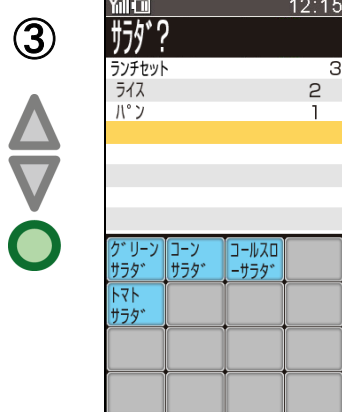 ③
12:15
サラダ?
ランチセット 3
ライス 2
パン 1
グリーン
サラダ
コーン
サラダ
コールスロ
ーサラダ
トマト
サラダ